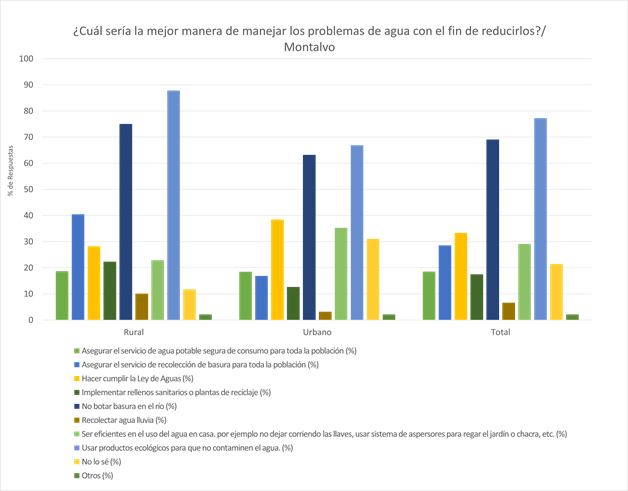 ¿Cuál sería la mejor manera de manejar los problemas de agua con el fin de reducirlos?/
Montalvo
100
90
80
70
60
50
40
30
20
10
0
% de Respuestas
Rural
Urbano
Total
Asegurar el servicio de agua potable segura de consumo para toda la población (%)
Asegurar el servicio de recolección de basura para toda la población (%)
Hacer cumplir la Ley de Aguas (%)
Implementar rellenos sanitarios o plantas de reciclaje (%)
No botar basura en el río (%)
Recolectar agua lluvia (%)
Ser eficientes en el uso del agua en casa. por ejemplo no dejar corriendo las llaves, usar sistema de aspersores para regar el jardín o chacra, etc. (%)
Usar productos ecológicos para que no contaminen el agua. (%)
No lo sé (%)
Otros (%)